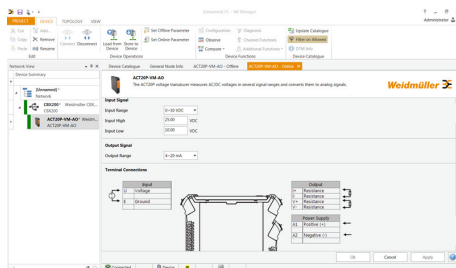 PROJECT DEVICE TOPOLOGY VIEW
Administrator
Cut Add...
Copy Remove
Paste Rename
Connect Disconnect
Load from Device Store to Device
Set Offline Parameter
Set Online Parameter
Configuration
Observe
Compare
Diagnosis
Channel Functions
Additional Functions
Update Catalogue
Filter on Allowed
DTM Info
Edit Device Operations Device Functions Device Catalogue
Network View
Device Catalogue General Node Info ACT20P-VM-AO - Offline ACT20P-VM-AO - Online
Device Summary
(Unnamed)*
Network
CBX200* Weidmüller CBX...
CBX200
ACT20P-VM-AO* Weidm...
ACT20P-VM-AO
ACT20P-VM-AO
The ACT20P voltage transducer measures AC/DC voltages in several signal ranges and converts them to analog signals.
Weidmüller
Input Signal
Input Range 0~30 VDC
Input High 25.00 VDC
Input Low 10.00 VDC
Output Signal
Output Range 4~20 mA
Terminal Connections
Input
U Voltage
E Ground
Output
I+ Resistance
I- Resistance
V+ Resistance
V- Resistance
Power Supply
A1 Positive (+)
A2 Negative (-)
Ok Cancel Apply
Connected Device